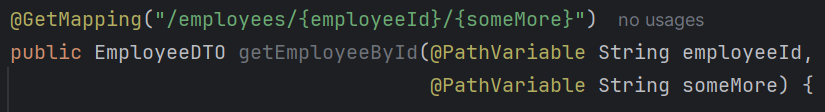 @GetMapping("/employees/{employeeId}/{someMore}") no usages
public EmployeeDTO getEmployeeById(@PathVariable String employeeId,
@PathVariable String someMore) {